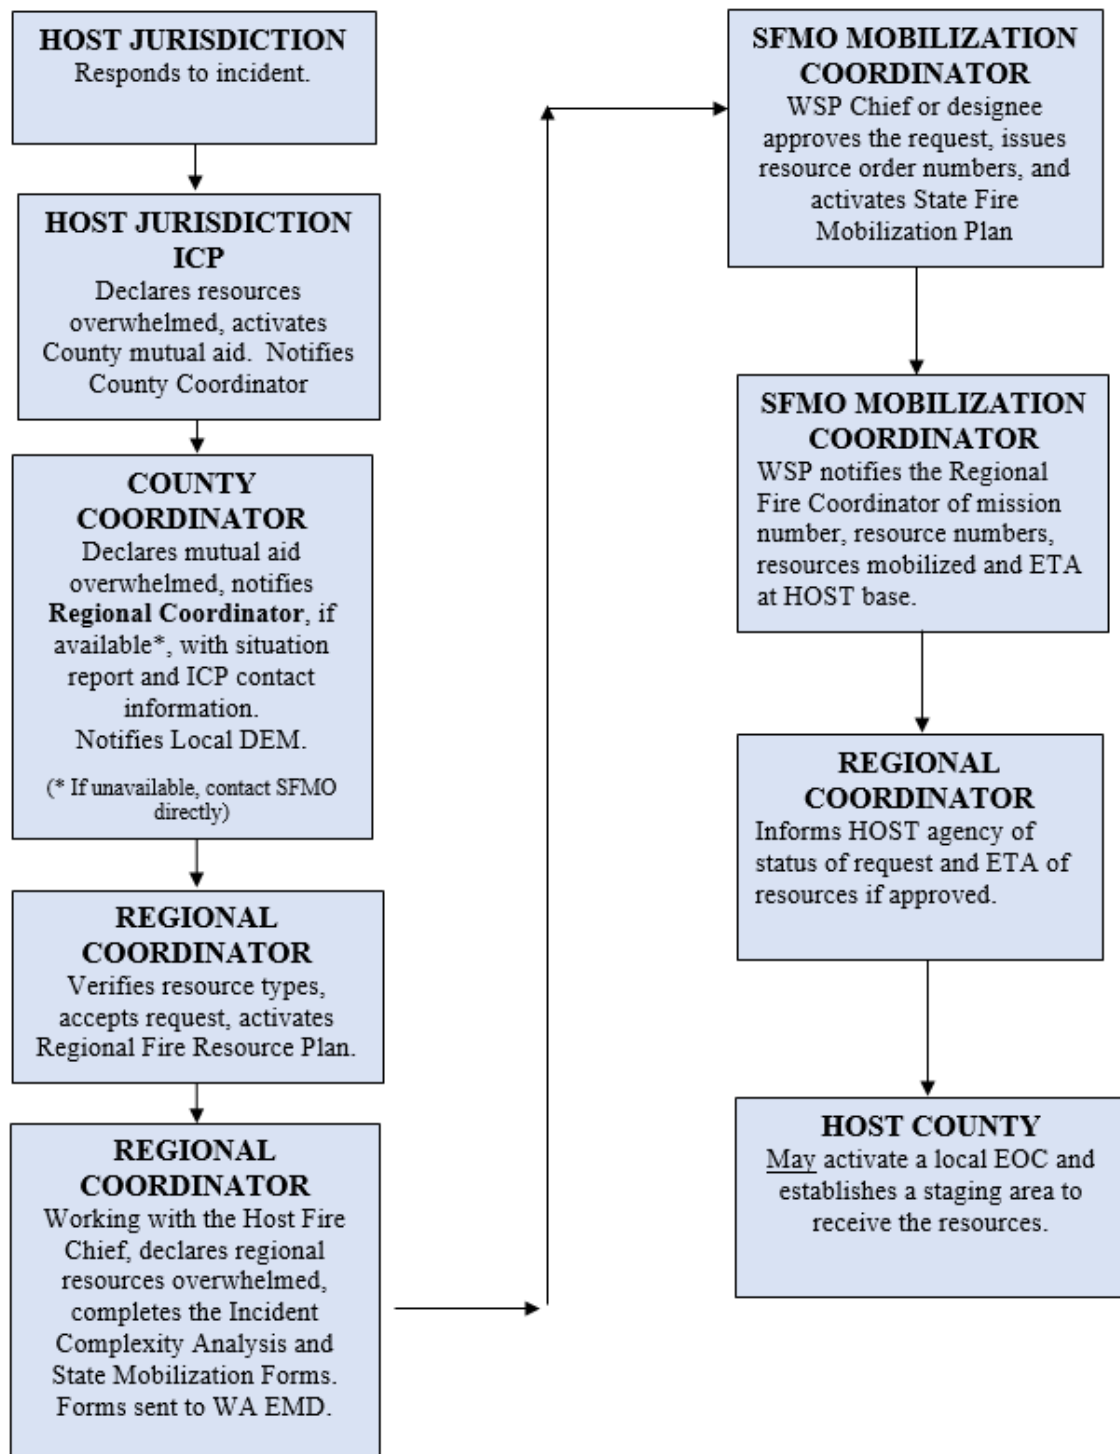 HOST JURISDICTION
Responds to incident.
HOST JURISDICTION
ICP
Declares resources
overwhelmed, activates
County mutual aid.  Notifies
County Coordinator
COUNTY
COORDINATOR
Declares mutual aid
overwhelmed, notifies
Regional Coordinator, if
available*, with situation
report and ICP contact
information.
Notifies Local DEM.
(* If unavailable, contact SFMO
directly)
REGIONAL
COORDINATOR
Verifies resource types,
accepts request, activates
Regional Fire Resource Plan.
REGIONAL
COORDINATOR
Working with the Host Fire
Chief, declares regional
resources overwhelmed,
completes the Incident
Complexity Analysis and
State Mobilization Forms.
Forms sent to WA EMD.
SFMO MOBILIZATION
COORDINATOR
WSP Chief or designee
approves the request, issues
resource order numbers, and
activates State Fire
Mobilization Plan
SFMO MOBILIZATION
COORDINATOR
WSP notifies the Regional
Fire Coordinator of mission
number, resource numbers,
resources mobilized and ETA
at HOST base.
REGIONAL
COORDINATOR
Informs HOST agency of
status of request and ETA of
resources if approved.
HOST COUNTY
May activate a local EOC and
establishes a staging area to
receive the resources.